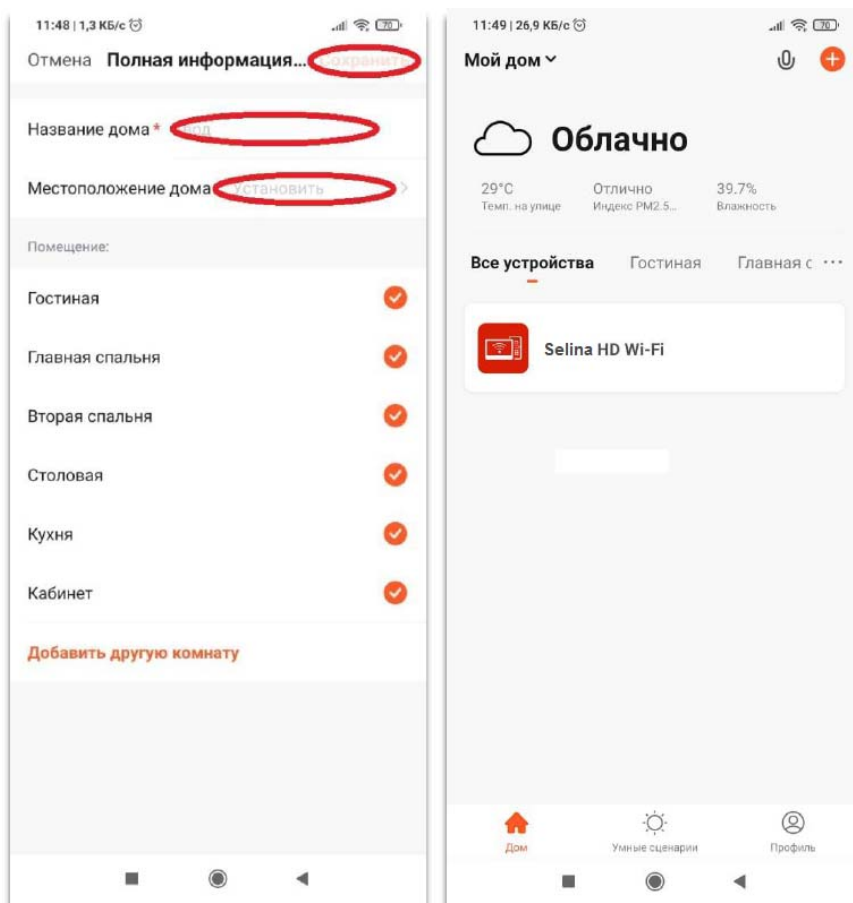 11:48 | 1,3 КБ/с
70
Отмена Полная информация... Сохранить
Название дома *
Местоположение дома Установить
Помещение:
Гостиная
Главная спальня
Вторая спальня
Столовая
Кухня
Кабинет
Добавить другую комнату
11:49 | 26,9 КБ/с
70
Мой дом
Облачно
29°C Отлично 39.7%
Темп. на улице Индекс PM2.5... Влажность
Все устройства Гостиная Главная с ...
Selina HD Wi-Fi
Дом Умные сценарии Профиль